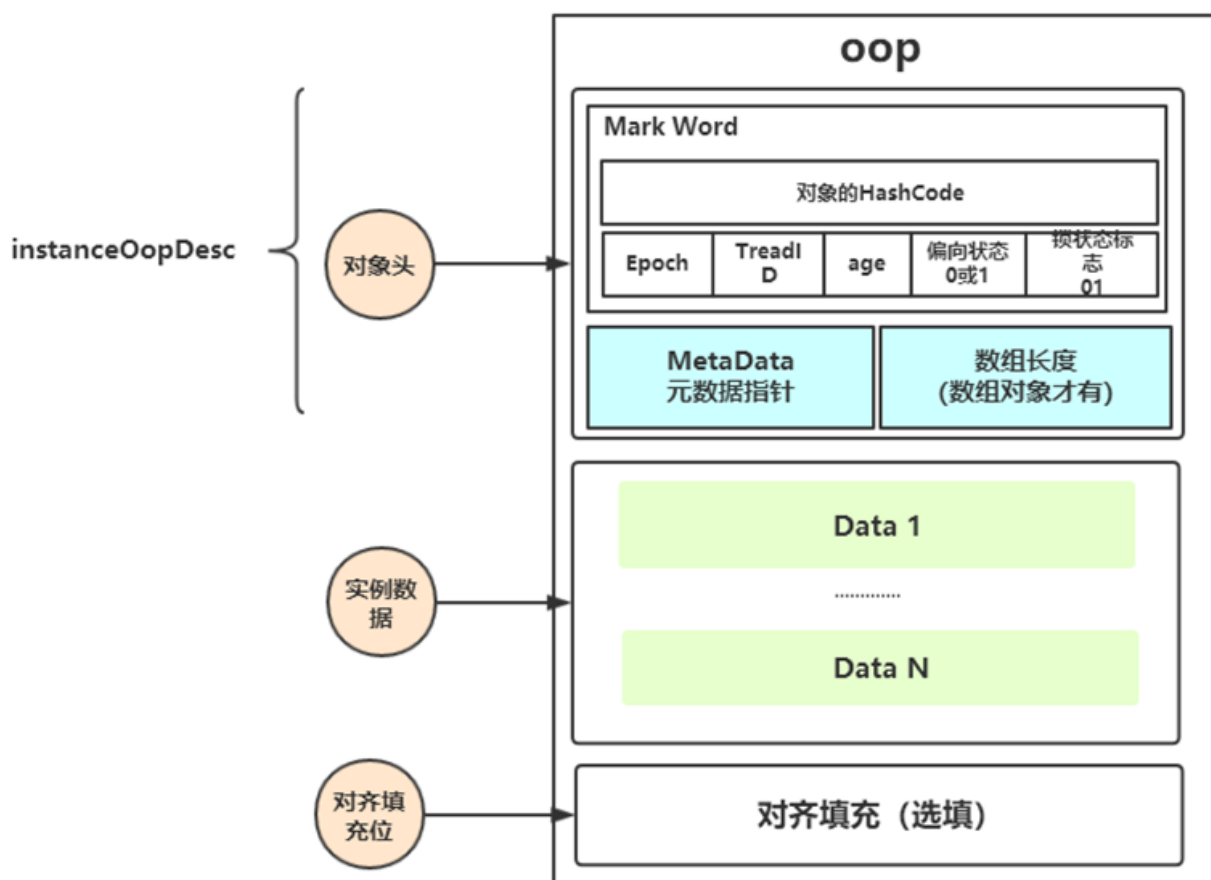 oop
Mark Word
对象的HashCode
instanceOopDesc
对象头
Epoch
TreadI
D
age
偏向状态
0或1
锁状态标
志
01
MetaData
元数据指针
数组长度
(数组对象才有)
实例数
据
Data 1
.............
Data N
对齐填
充位
对齐填充（选填）